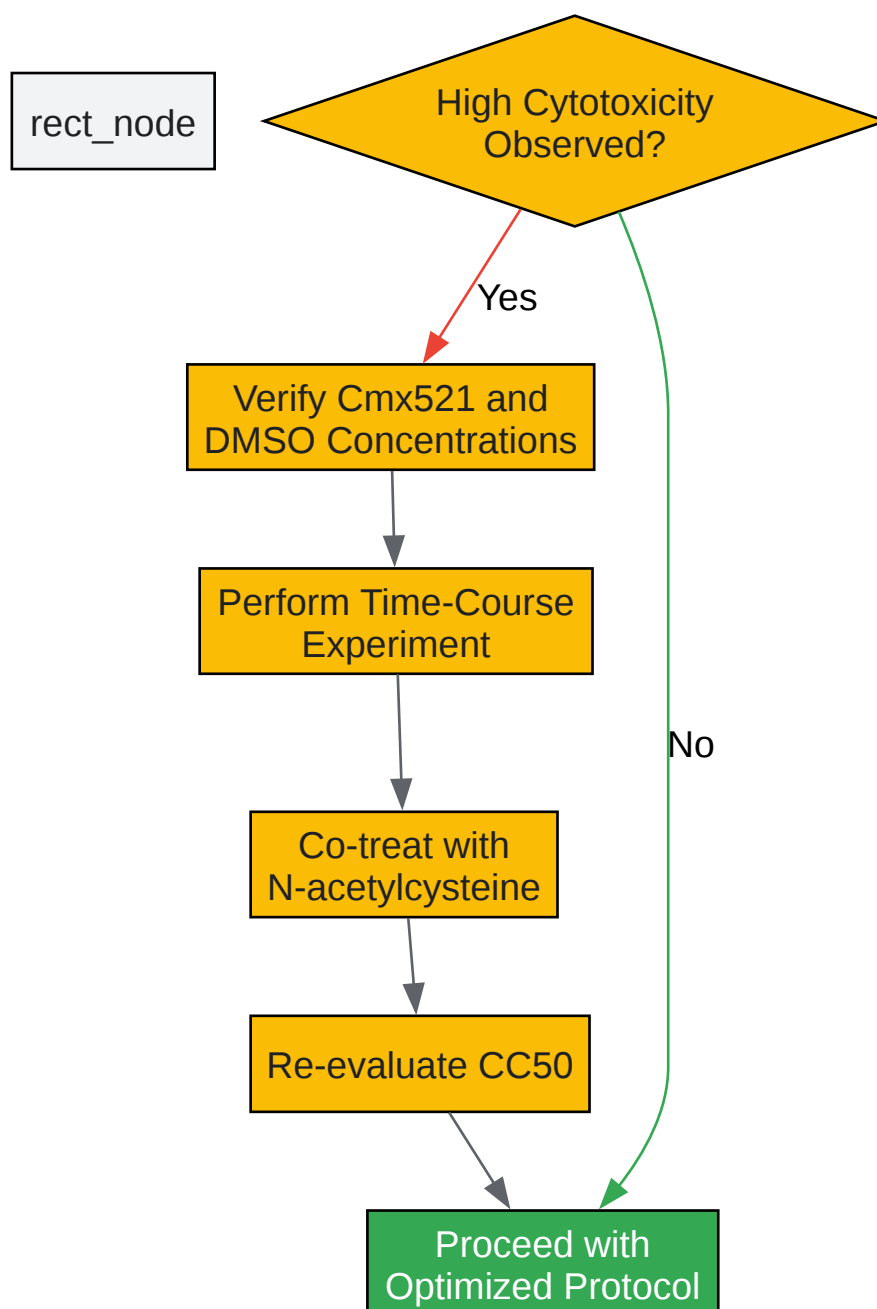 rect_node
High Cytotoxicity
Observed?
Yes
Verify Cmx521 and
DMSO Concentrations
Perform Time-Course
Experiment
No
Co-treat with
N-acetylcysteine
Re-evaluate CC50
Proceed with
Optimized Protocol